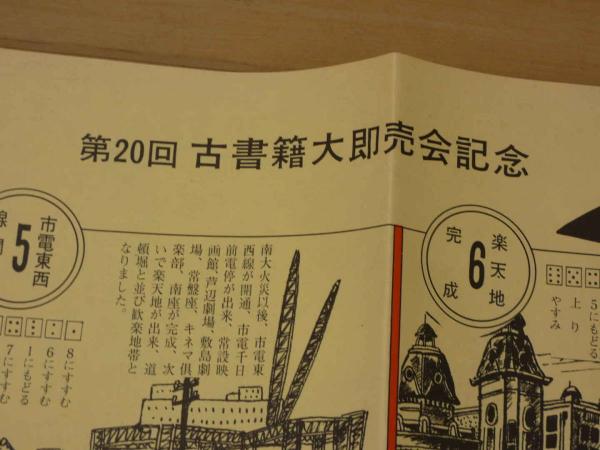 第20回 古書籍大即売会記念
楽天地
6
完成
5にもどる
上り
やすみ
市電東西
線開
5
南大火災以後、市電東
西線が開通、市電千日
前電停が出来、常設映
画館、芦辺劇場、敷島劇
場、常盤座、キネマ倶
楽部、南座が完成、次
いで楽天地が出来、道
頓堀と並び歓楽地帯と
なりました。
8にすすむ
6にすすむ
1にもどる
7にすすむ